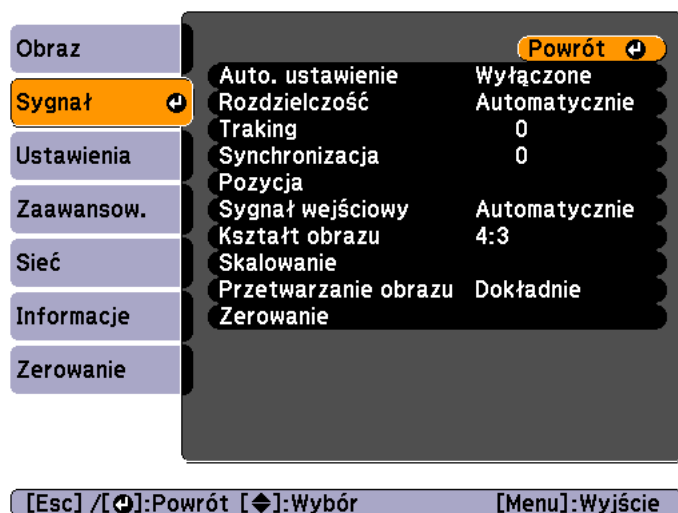 Obraz
Sygnał
Ustawienia
Zaawansow.
Sieć
Informacje
Zerowanie
Powrót
Auto. ustawienie Wyłączone
Rozdzielczość Automatycznie
Traking 0
Synchronizacja 0
Pozycja
Sygnał wejściowy Automatycznie
Kształt obrazu 4:3
Skalowanie
Przetwarzanie obrazu Dokładnie
Zerowanie
[Esc] /[⏎]:Powrót [◆]:Wybór [Menu]:Wyjście